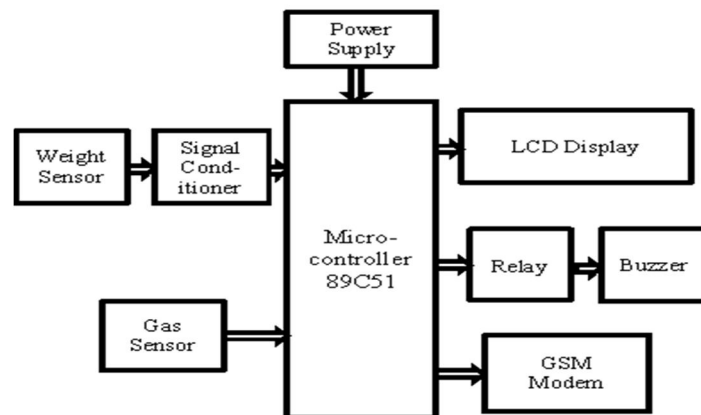 Power
Supply
Weight
Sensor
Signal
Cond-
itioner
LCD Display
Micro-
controller
89C51
Relay
Buzzer
Gas
Sensor
GSM
Modem